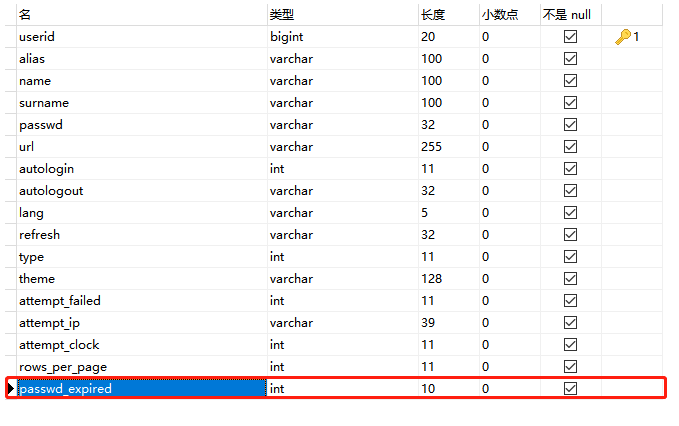 名 类型 长度 小数点 不是 null
userid bigint 20 0 1
alias varchar 100 0
name varchar 100 0
surname varchar 100 0
passwd varchar 32 0
url varchar 255 0
autologin int 11 0
autologout varchar 32 0
lang varchar 5 0
refresh varchar 32 0
type int 11 0
theme varchar 128 0
attempt_failed int 11 0
attempt_ip varchar 39 0
attempt_clock int 11 0
rows_per_page int 11 0
passwd_expired int 10 0